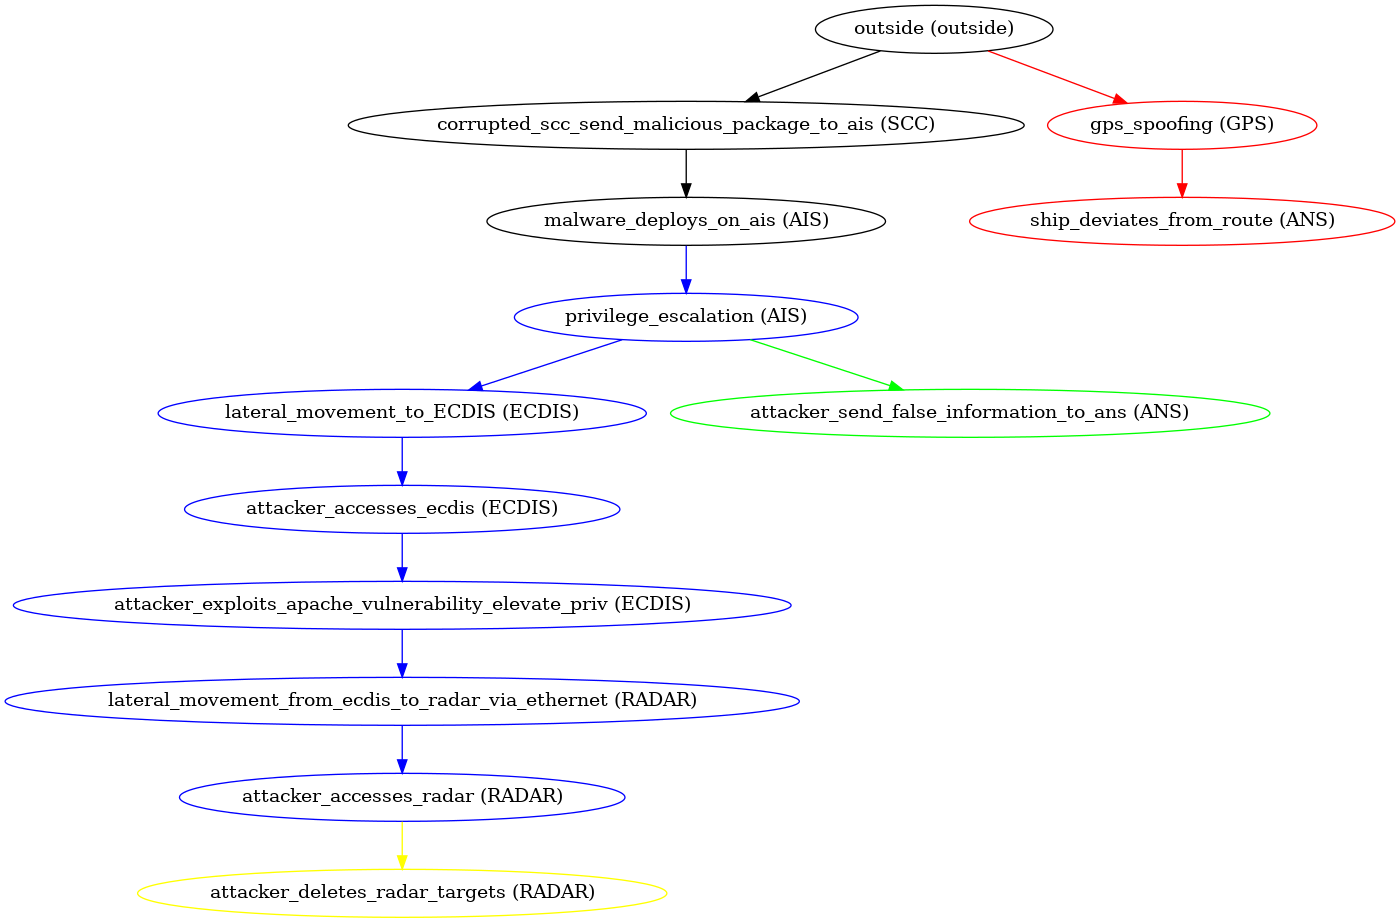 outside (outside)
corrupted_scc_send_malicious_package_to_ais (SCC)
gps_spoofing (GPS)
malware_deploys_on_ais (AIS)
ship_deviates_from_route (ANS)
privilege_escalation (AIS)
lateral_movement_to_ECDIS (ECDIS)
attacker_send_false_information_to_ans (ANS)
attacker_accesses_ecdis (ECDIS)
attacker_exploits_apache_vulnerability_elevate_priv (ECDIS)
lateral_movement_from_ecdis_to_radar_via_ethernet (RADAR)
attacker_accesses_radar (RADAR)
attacker_deletes_radar_targets (RADAR)